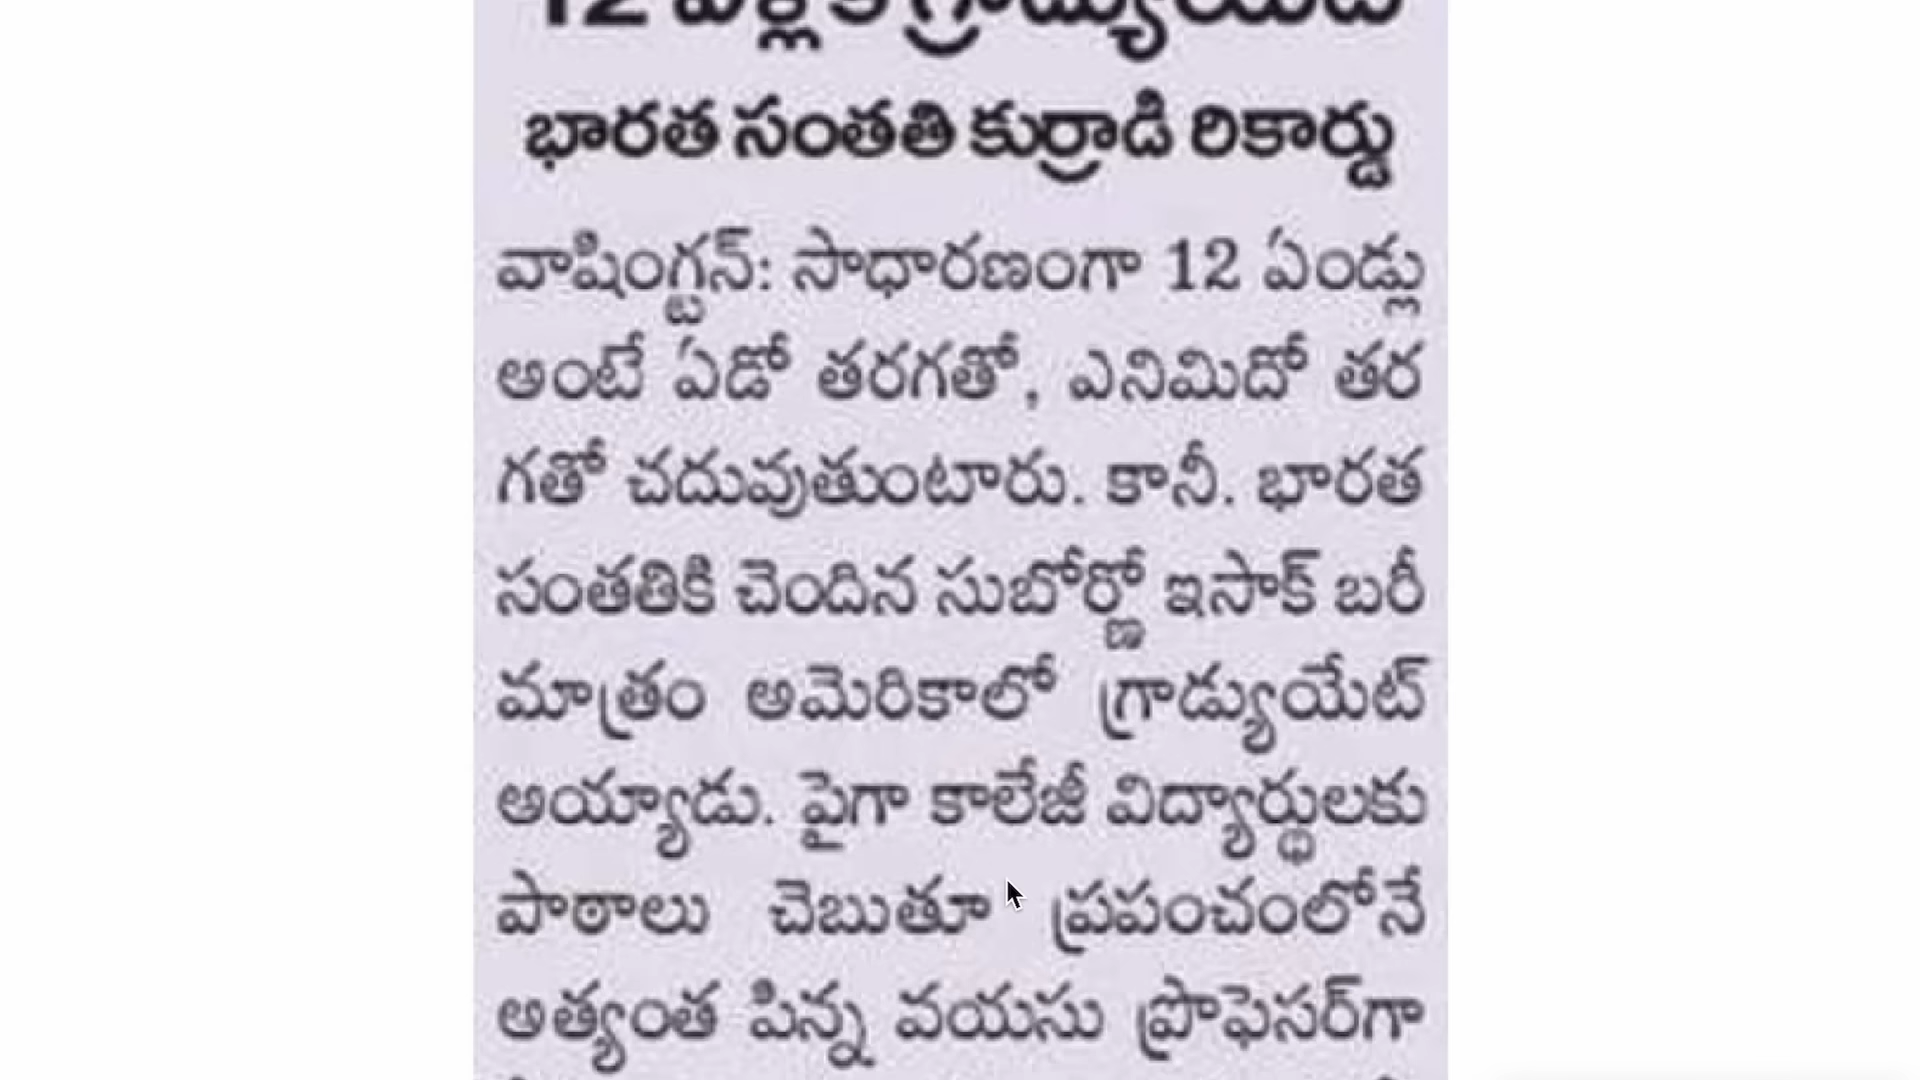 12
భారత సంతతి కుర్రాడి రికార్డు
వాషింగ్టన్: సాధారణంగా 12 ఏండ్లు
అంటే ఏడో తరగతో, ఎనిమిదో తర
గతో చదువుతుంటారు. కానీ. భారత
సంతతికి చెందిన సుబోర్ణో ఇసాక్ బరీ
మాత్రం అమెరికాలో గ్రాడ్యుయేట్
అయ్యాడు. పైగా కాలేజీ విద్యార్థులకు
పాఠాలు చెబుతూ ప్రపంచంలోనే
అత్యంత పిన్న వయసు ప్రొఫెసర్‌గా